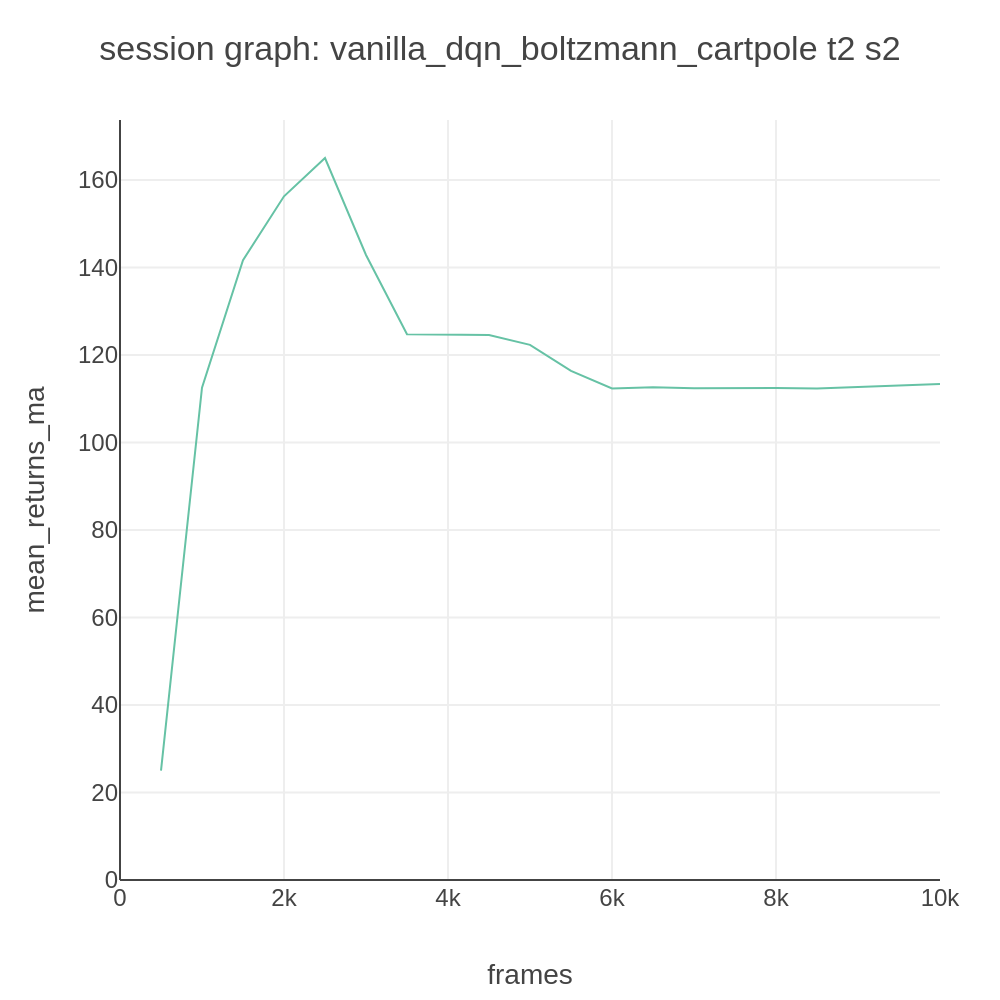 session graph: vanilla_dqn_boltzmann_cartpole t2 s2
mean_returns_ma
160
140
120
100
80
60
40
20
0
0 2k 4k 6k 8k 10k
frames